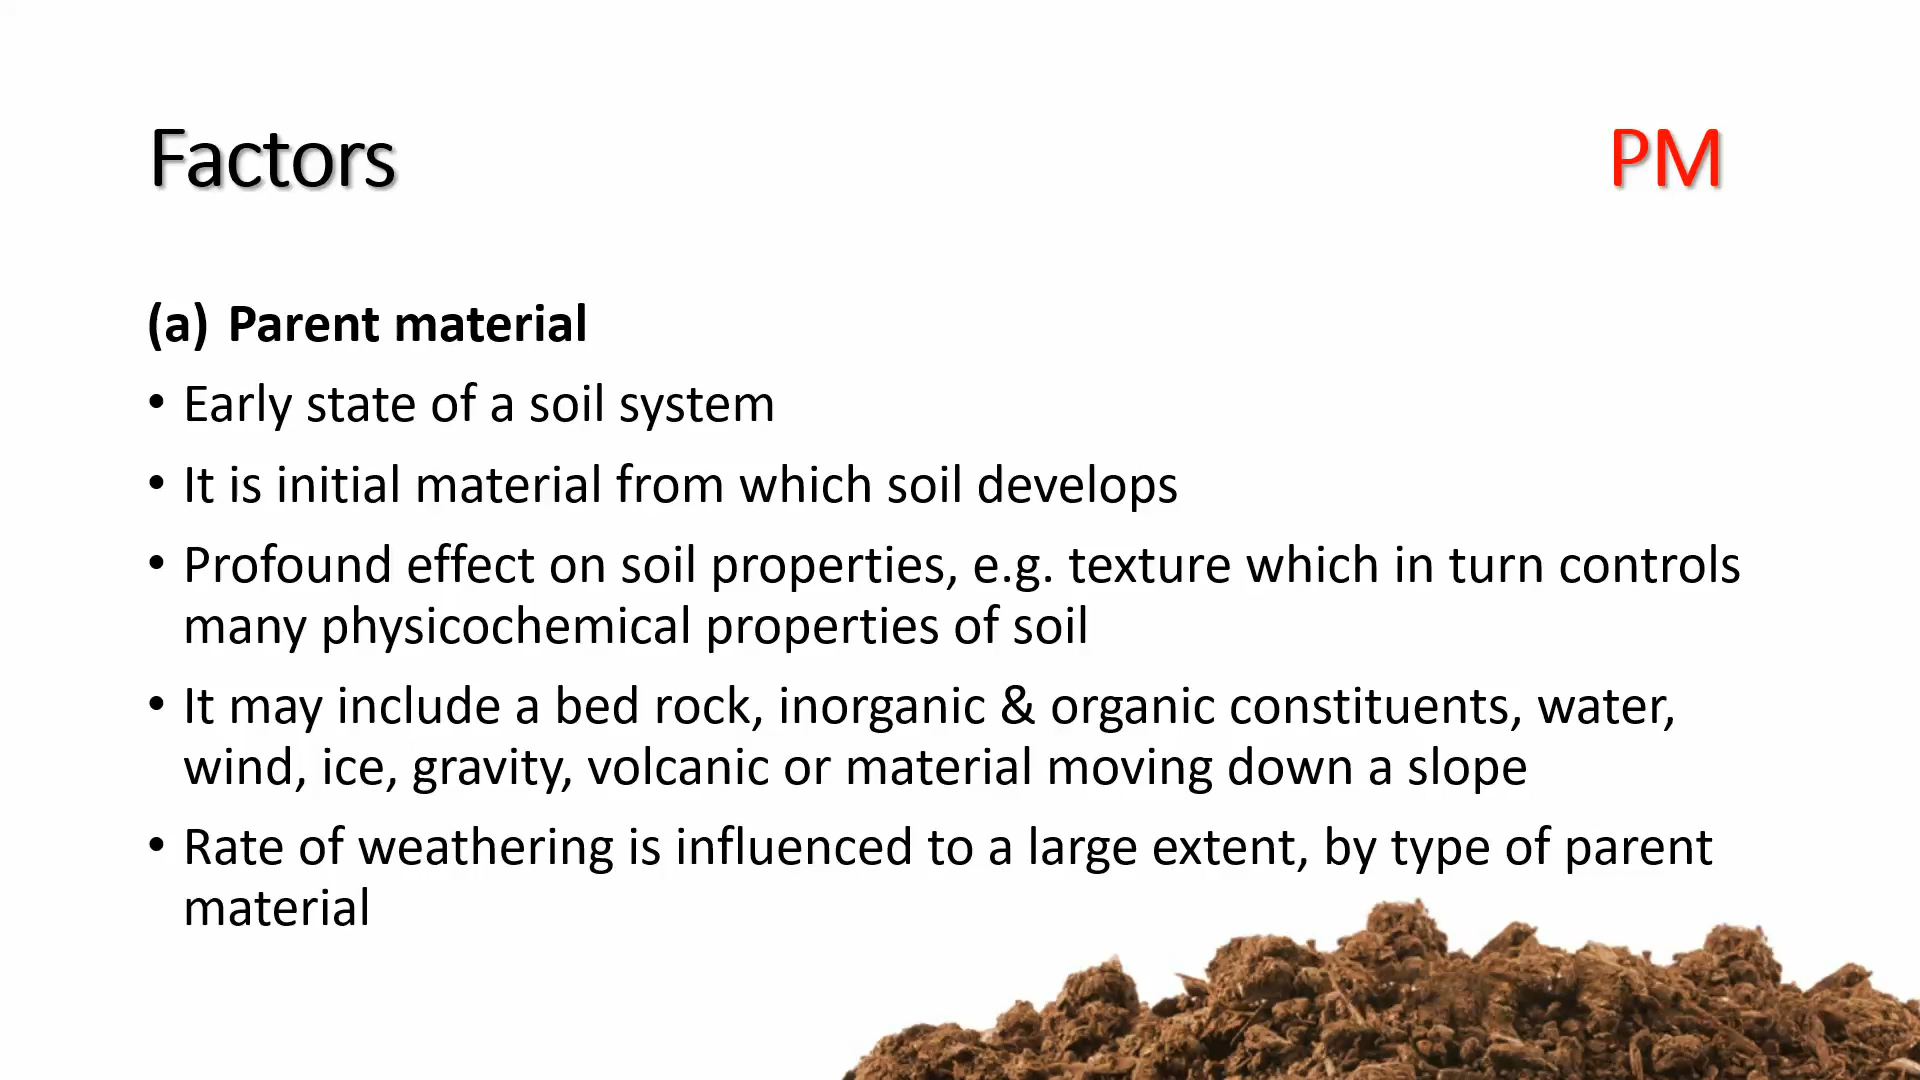 Factors
PM
(a) Parent material
• Early state of a soil system
• It is initial material from which soil develops
• Profound effect on soil properties, e.g. texture which in turn controls
many physicochemical properties of soil
• It may include a bed rock, inorganic & organic constituents, water,
wind, ice, gravity, volcanic or material moving down a slope
• Rate of weathering is influenced to a large extent, by type of parent
material